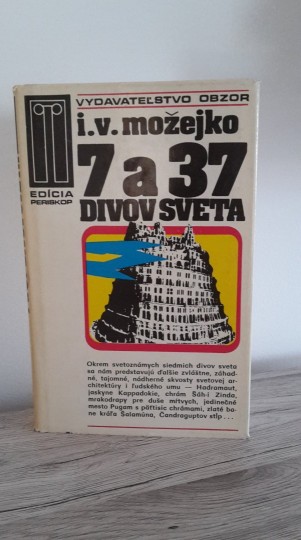 VYDAVATEĽSTVO OBZOR
i.v. možejko
7 a 37
DIVOV SVETA
EDÍCIA
PERISKOP
Okrem svetoznámych siedmich divov sveta
sa nám predstavujú ďalšie zvláštne, záhad-
né, tajomné, nádherné skvosty svetovej ar-
chitektúry i ľudského umu — Hadramaut,
jaskyne Kappadokie, chrám Šáh-i Zinda,
mrakodrapy pre duše mŕtvych, jedinečné
mesto Pagam s päťtisíc chrámami, zlaté ba-
ne kráľa Šalamúna, Čandraguptov stĺp...